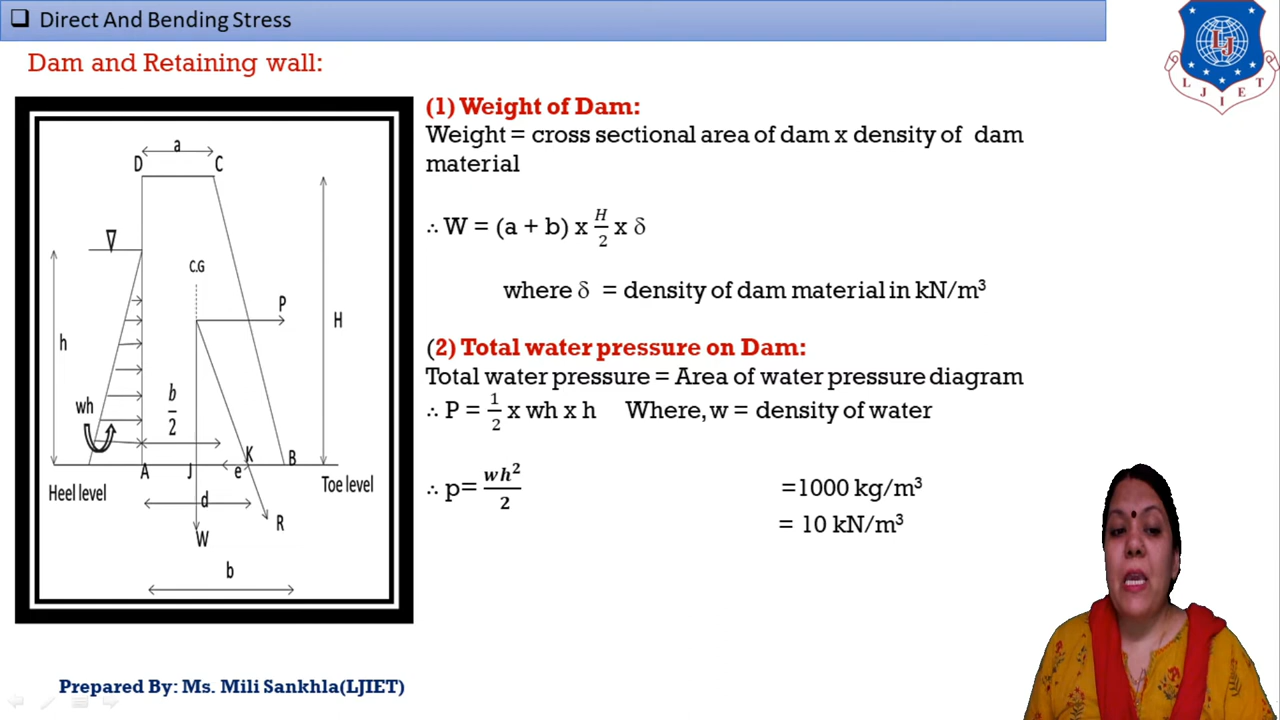 ❑ Direct And Bending Stress
LJ
L J I E T
Dam and Retaining wall:
a
D
C
C.G
P
H
h
wh
b/2
A
J
e
K
B
Heel level
Toe level
d
R
W
b
(1) Weight of Dam:
Weight = cross sectional area of dam x density of dam
material
∴ W = (a + b) x H/2 x δ
where δ = density of dam material in kN/m³
(2) Total water pressure on Dam:
Total water pressure = Area of water pressure diagram
∴ P = 1/2 x wh x h Where, w = density of water
∴ p= wh²/2 =1000 kg/m³
= 10 kN/m³
Prepared By: Ms. Mili Sankhla(LJIET)